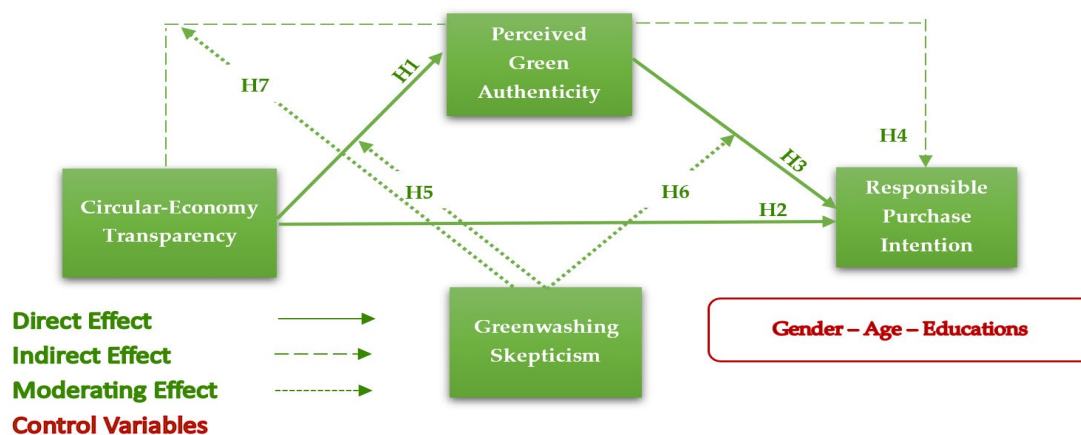 Perceived
Green
Authenticity
H1
H7
H4
H3
Circular-Economy
Transparency
H5
H6
H2
Responsible
Purchase
Intention
Greenwashing
Skepticism
Gender – Age – Educations
Direct Effect
Indirect Effect
Moderating Effect
Control Variables